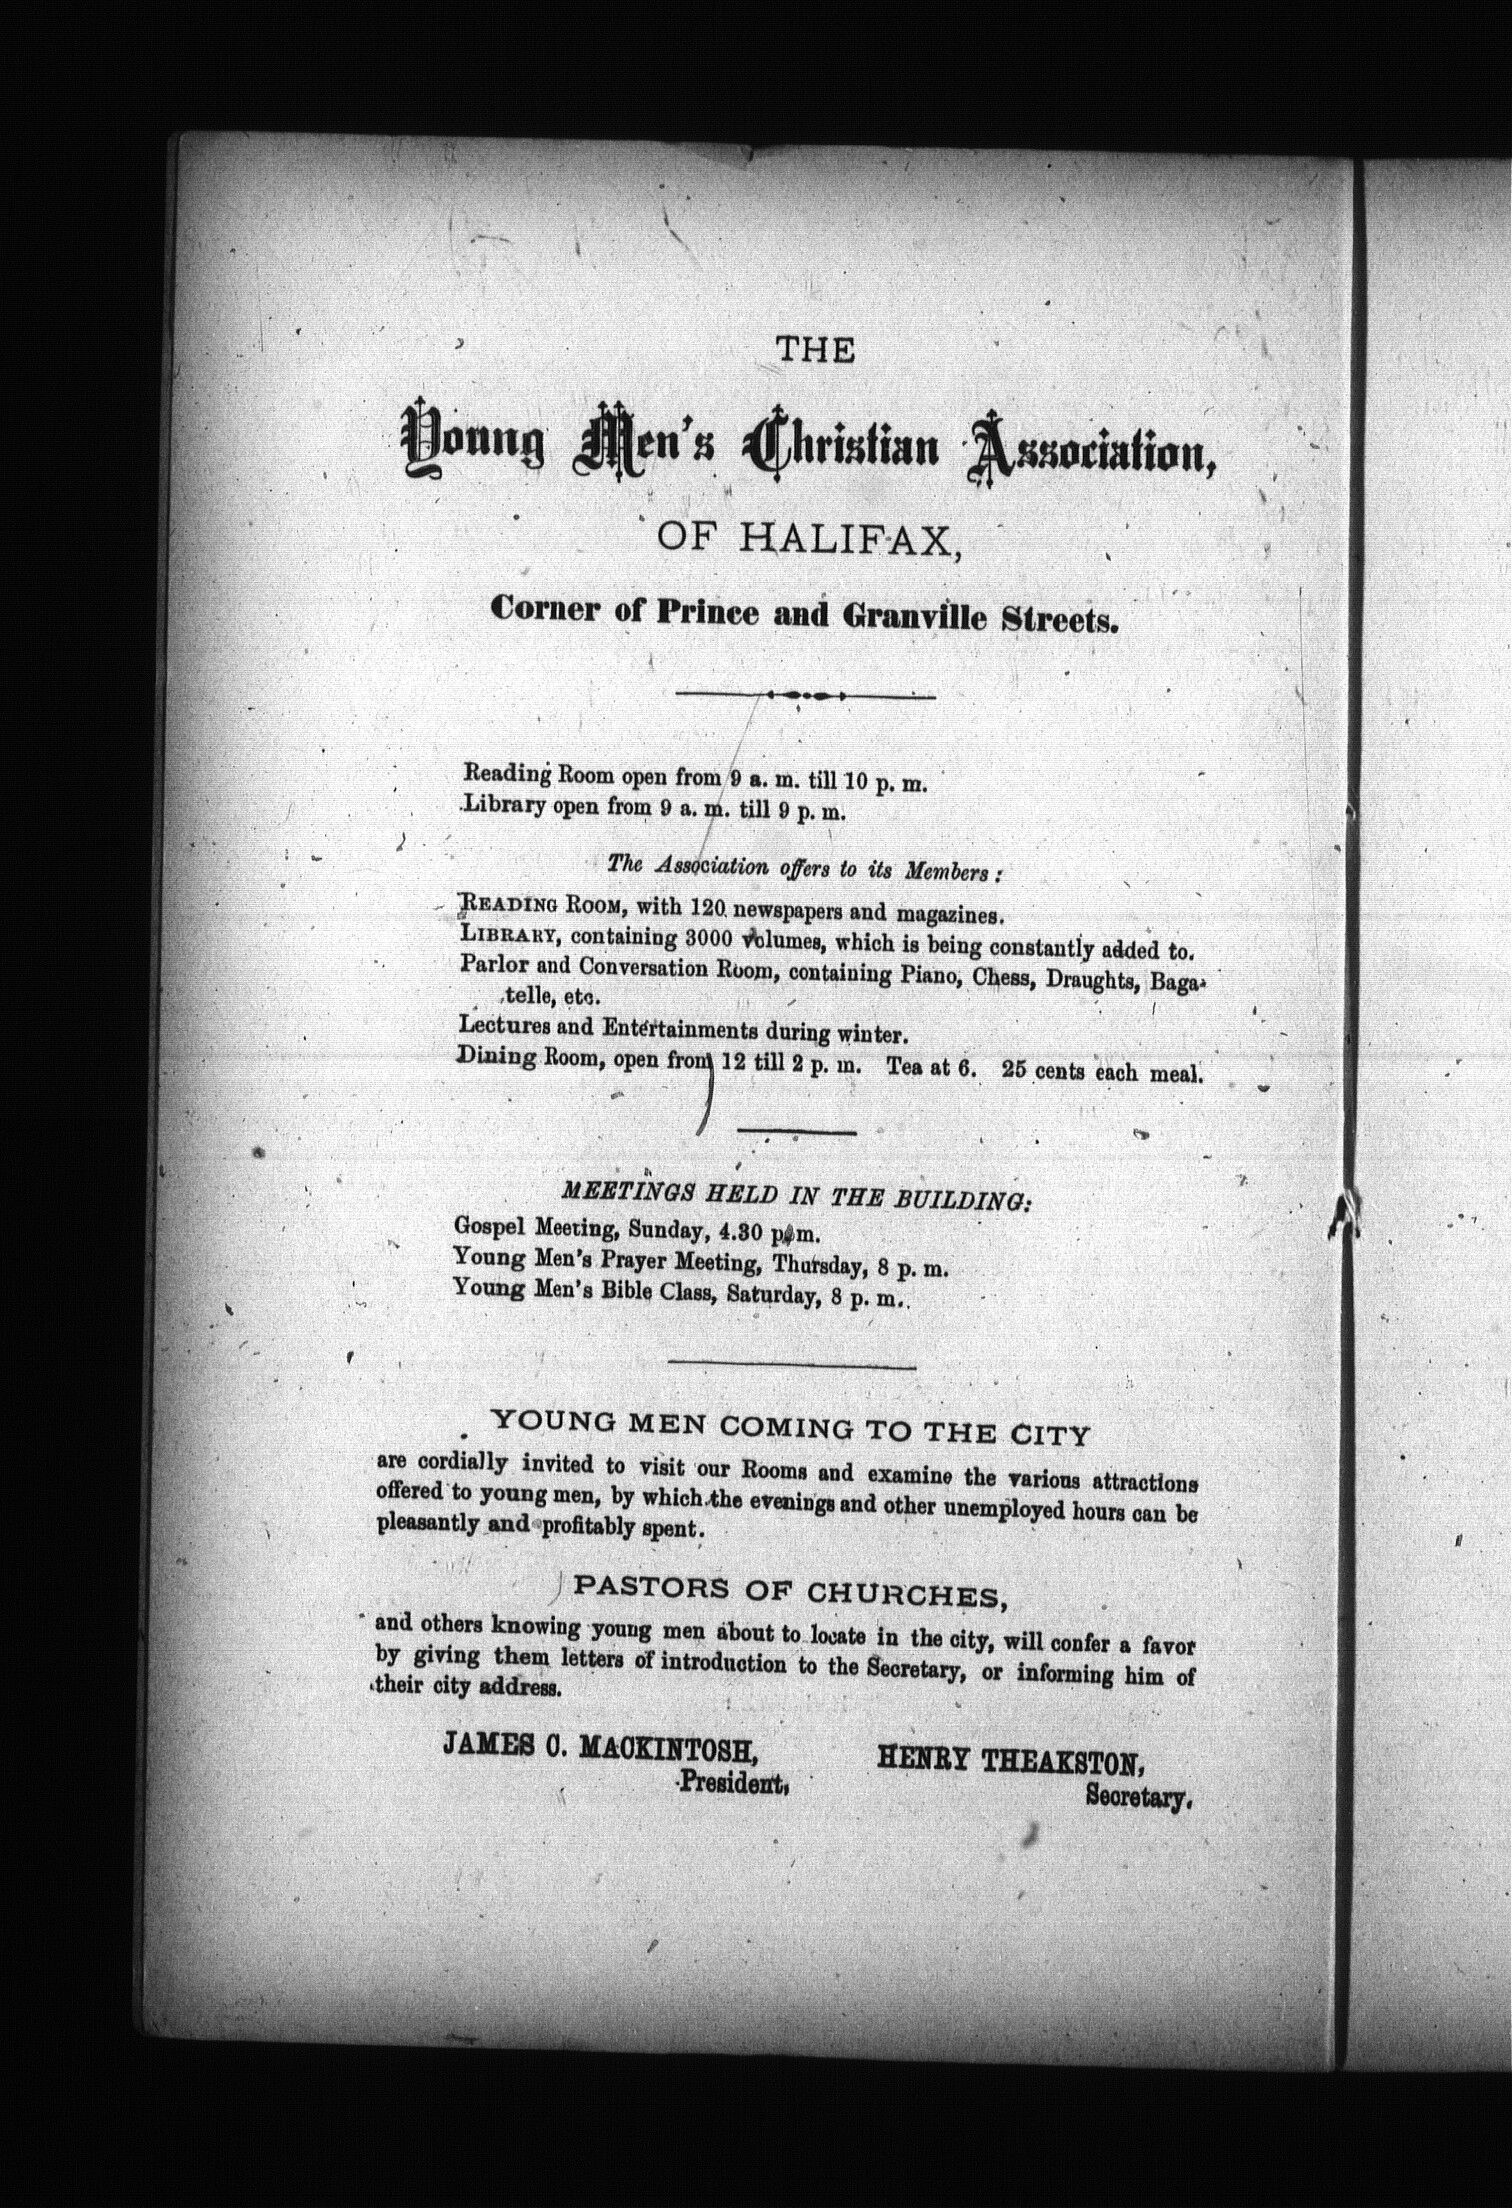 THE
Young Men's Christian Association,
OF HALIFAX,
Corner of Prince and Granville Streets.
Reading Room open from 9 a. m. till 10 p. m.
Library open from 9 a. m. till 9 p. m.
The Association offers to its Members:
READING ROOM, with 120 newspapers and magazines.
LIBRARY, containing 3000 volumes, which is being constantly added to.
Parlor and Conversation Room, containing Piano, Chess, Draughts, Baga-
telle, etc.
Lectures and Entertainments during winter.
Dining Room, open from 12 till 2 p. m. Tea at 6. 25 cents each meal.
MEETINGS HELD IN THE BUILDING:
Gospel Meeting, Sunday, 4.30 p. m.
Young Men's Prayer Meeting, Thursday, 8 p. m.
Young Men's Bible Class, Saturday, 8 p. m.
YOUNG MEN COMING TO THE CITY
are cordially invited to visit our Rooms and examine the various attractions
offered to young men, by which the evenings and other unemployed hours can be
pleasantly and profitably spent.
PASTORS OF CHURCHES,
and others knowing young men about to locate in the city, will confer a favor
by giving them letters of introduction to the Secretary, or informing him of
their city address.
JAMES C. MACKINTOSH, HENRY THEAKSTON,
President, Secretary.